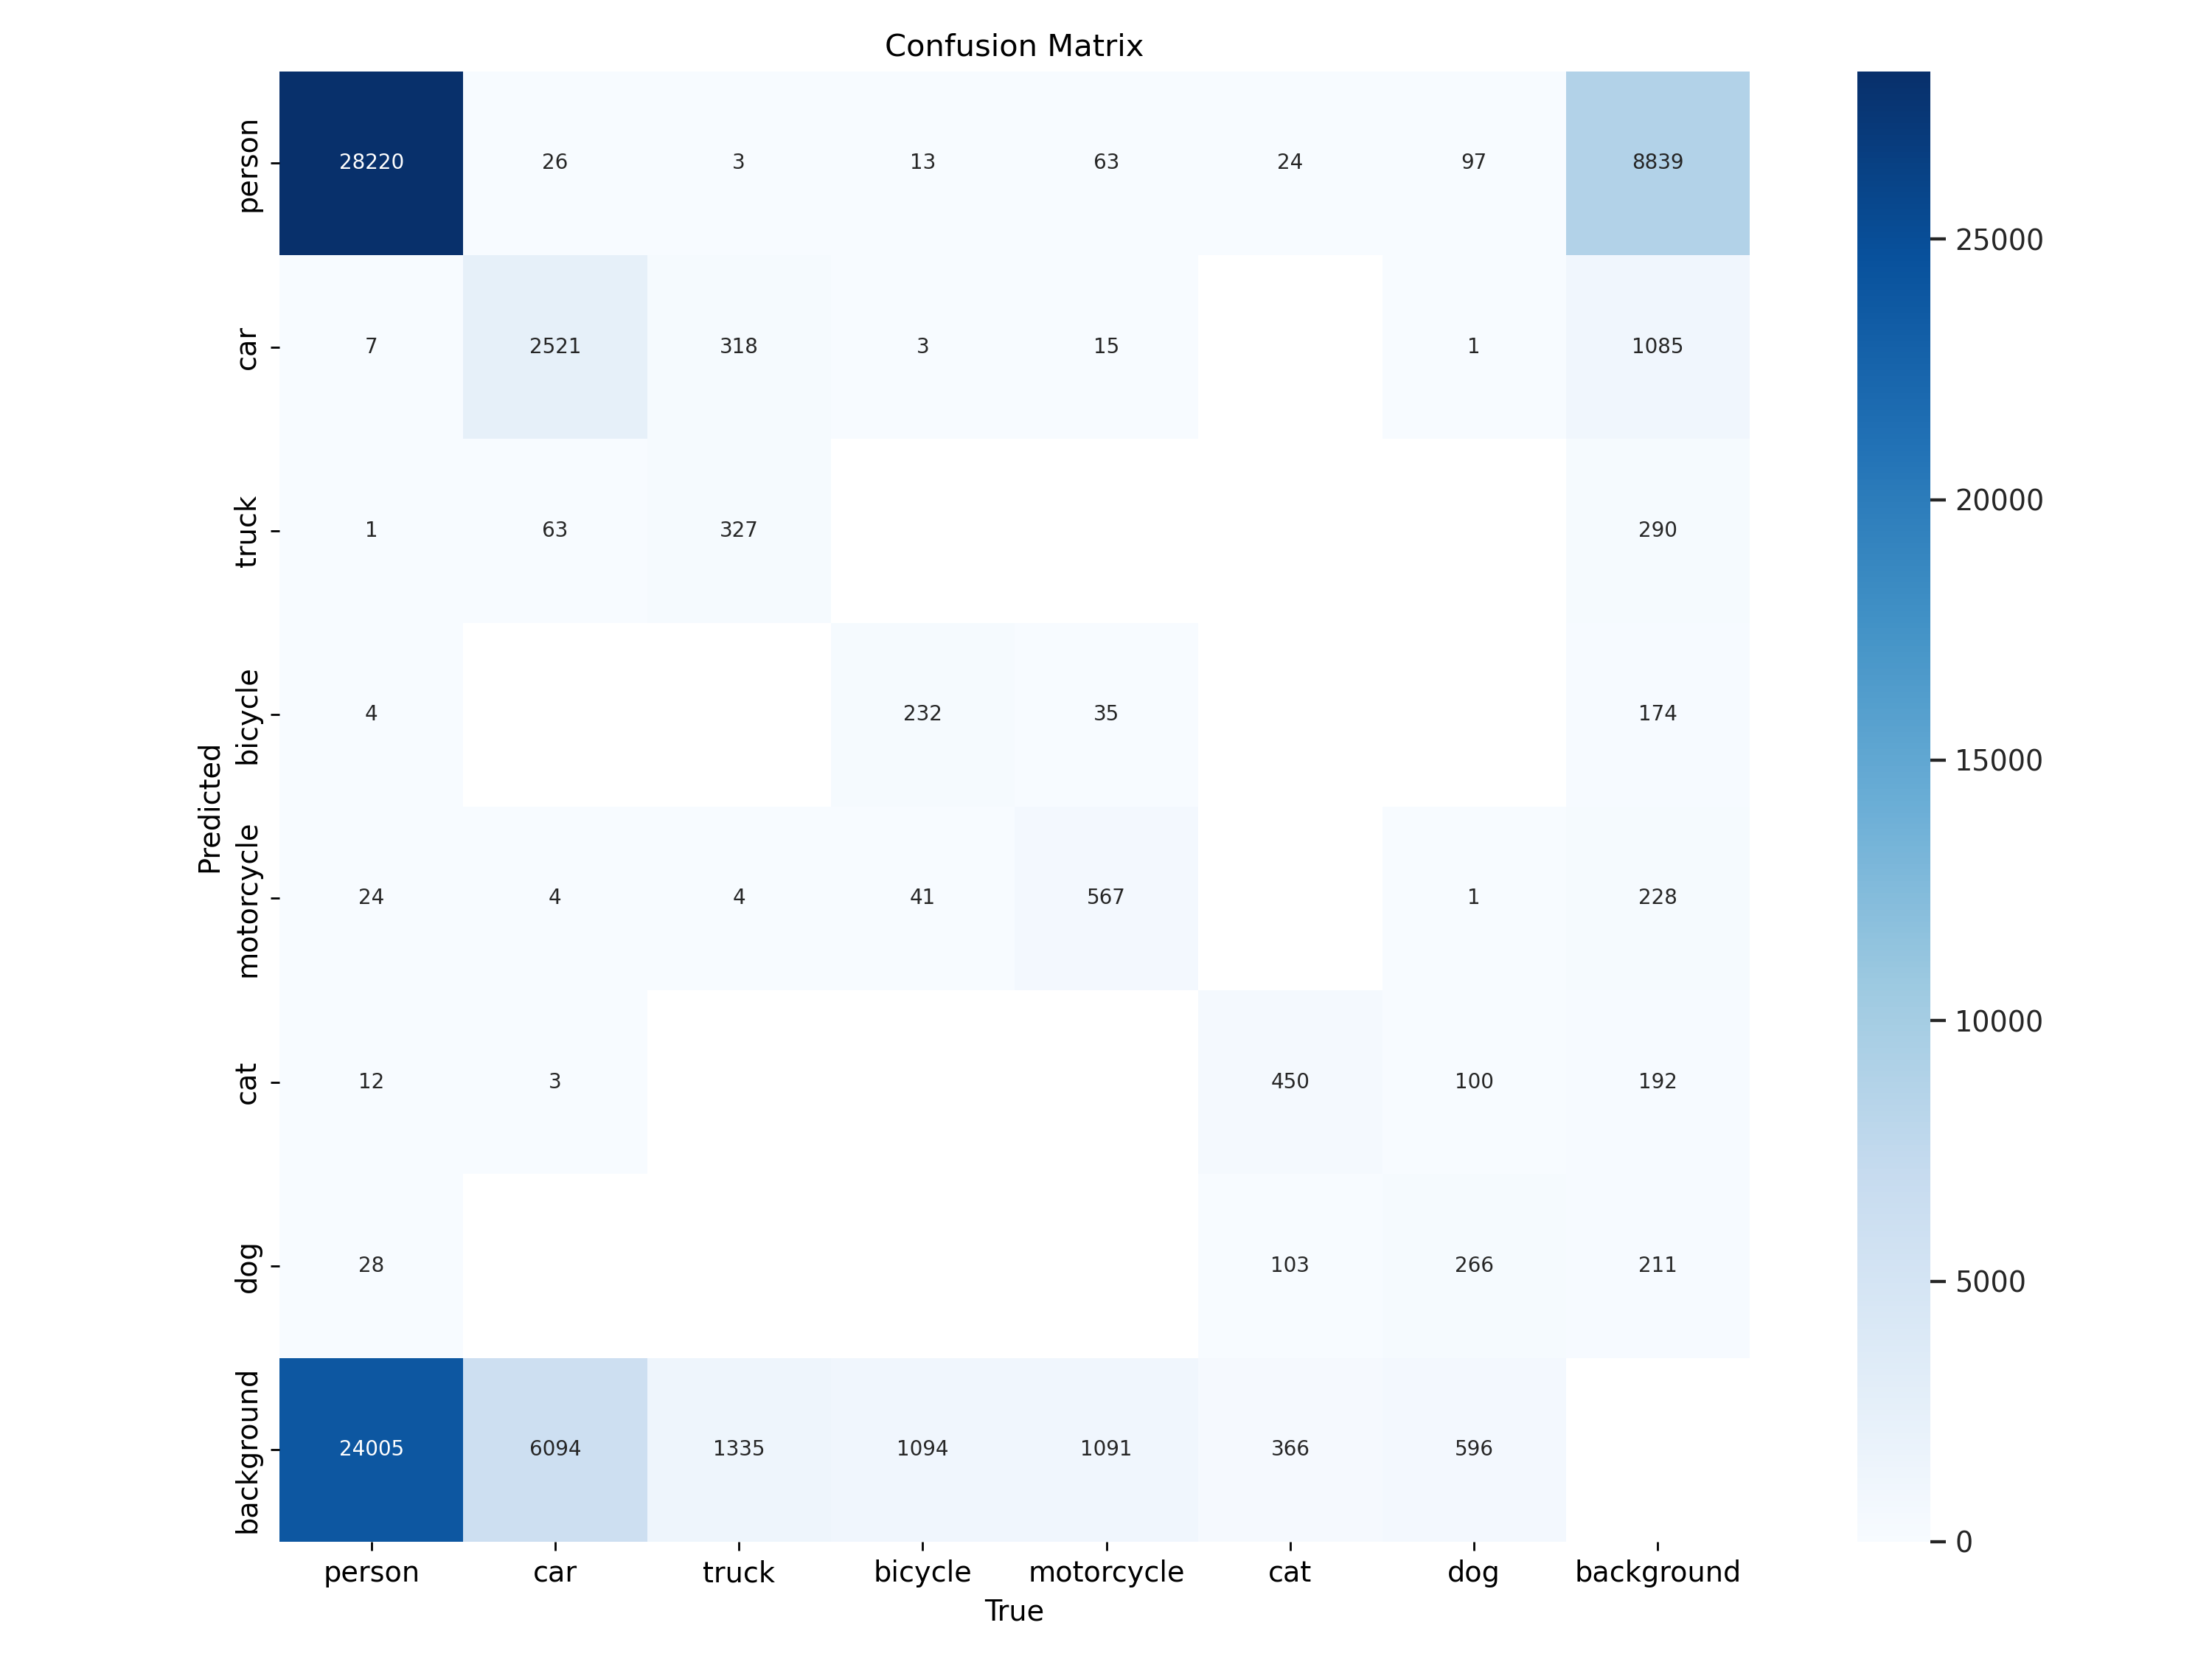 Confusion Matrix
person 28220 26 3 13 63 24 97 8839
car 7 2521 318 3 15 1 1085
truck 1 63 327 290
bicycle 4 232 35 174
motorcycle 24 4 4 41 567 1 228
cat 12 3 450 100 192
dog 28 103 266 211
background 24005 6094 1335 1094 1091 366 596
Predicted
person car truck bicycle motorcycle cat dog background
True
25000
20000
15000
10000
5000
0